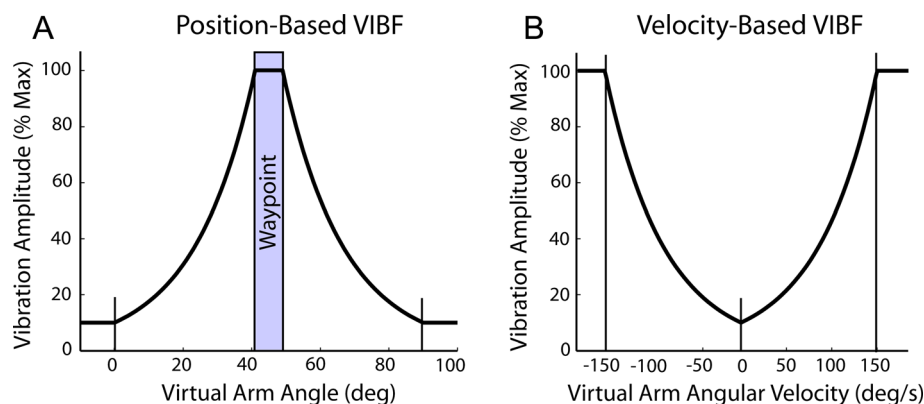 A
Position-Based VIBF
Vibration Amplitude (% Max)
100
80
60
40
20
0
Waypoint
0 20 40 60 80 100
Virtual Arm Angle (deg)
B
Velocity-Based VIBF
Vibration Amplitude (% Max)
100
80
60
40
20
0
-150 -100 -50 0 50 100 150
Virtual Arm Angular Velocity (deg/s)